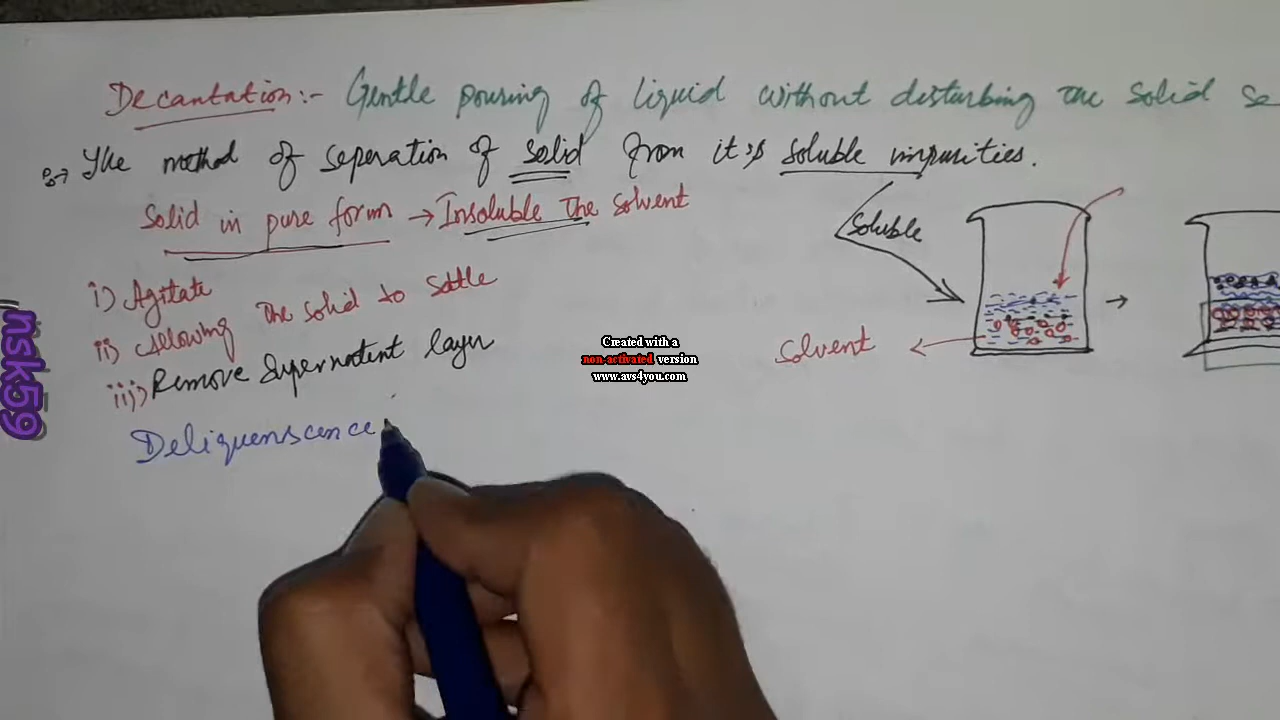 Decantation:- Gentle pouring of liquid without disturbing the solid se
The method of seperation of solid from it's soluble impurities.
Solid in pure form → Insoluble the solvent
Soluble
i) Agitate
ii) Allowing the solid to settle
iii) Remove Supernatent layer
solvent
Deliquenscence
Created with a
non-activated version
www.avs4you.com
nsk59